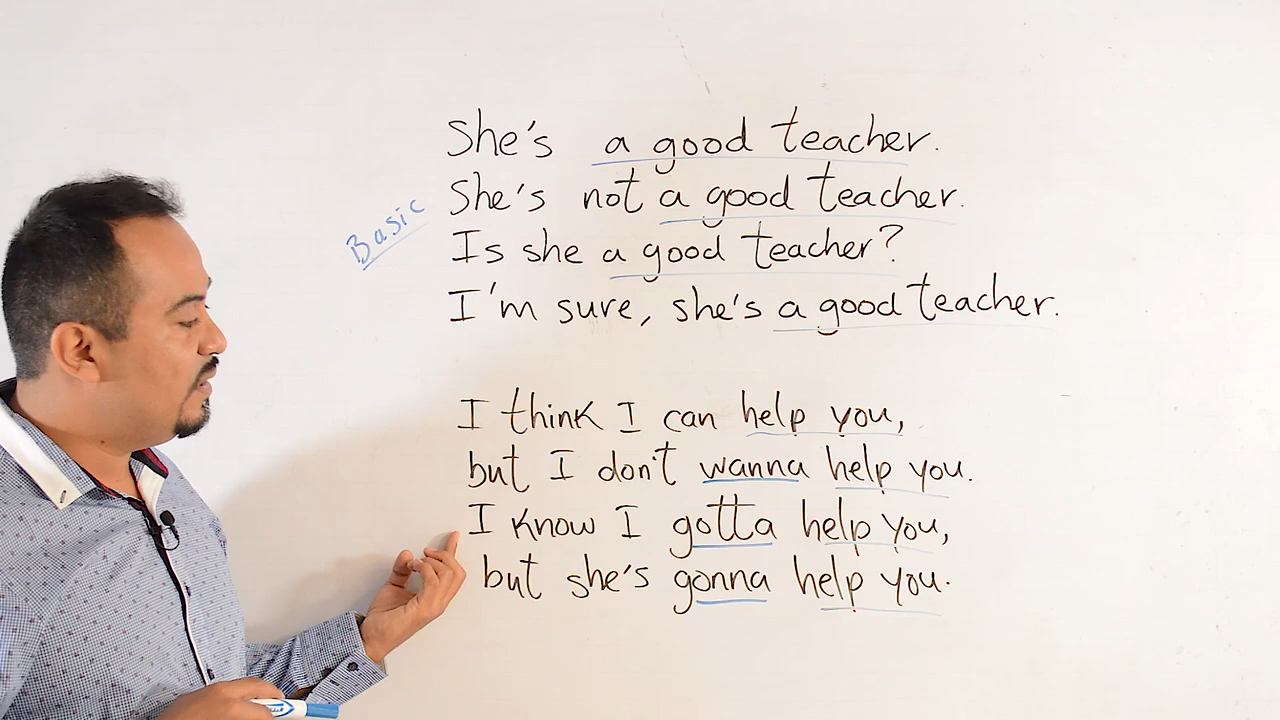 She's a good teacher.
She's not a good teacher.
Basic
Is she a good teacher?
I'm sure, she's a good teacher.
I think I can help you,
but I don't wanna help you.
I know I gotta help you,
but she's gonna help you.